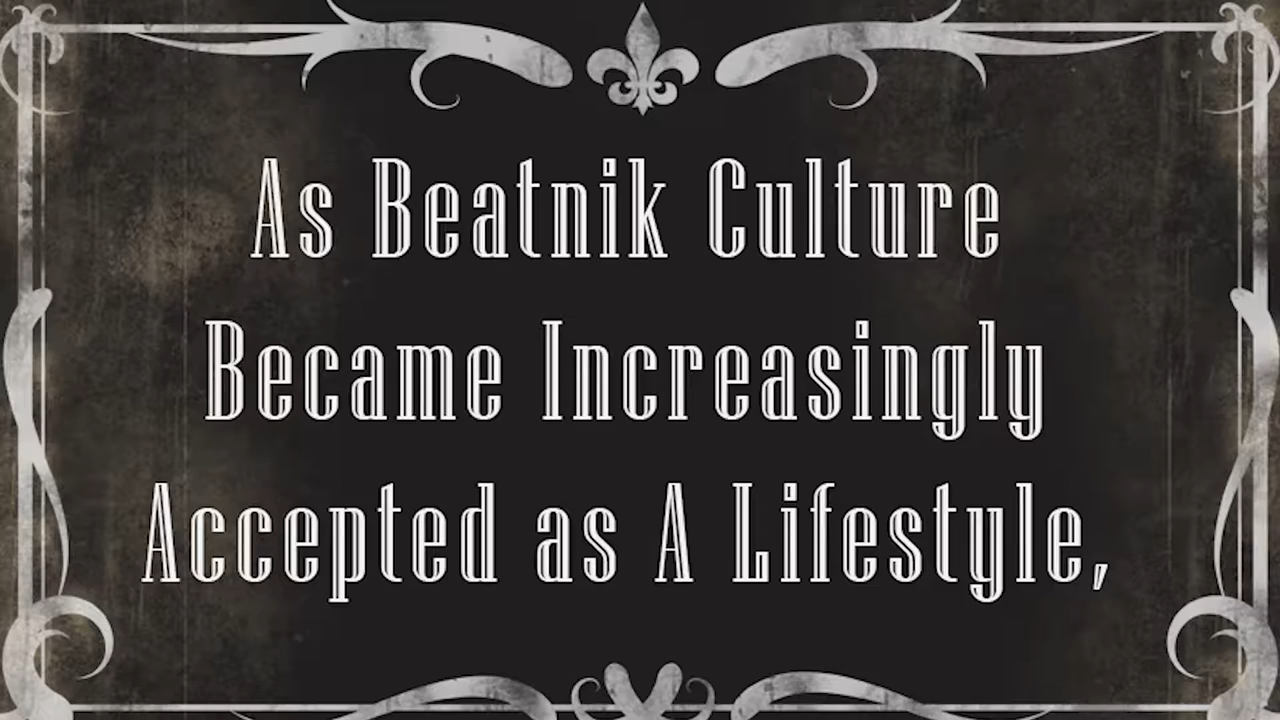 As Beatnik Culture
Became Increasingly
Accepted as A Lifestyle,